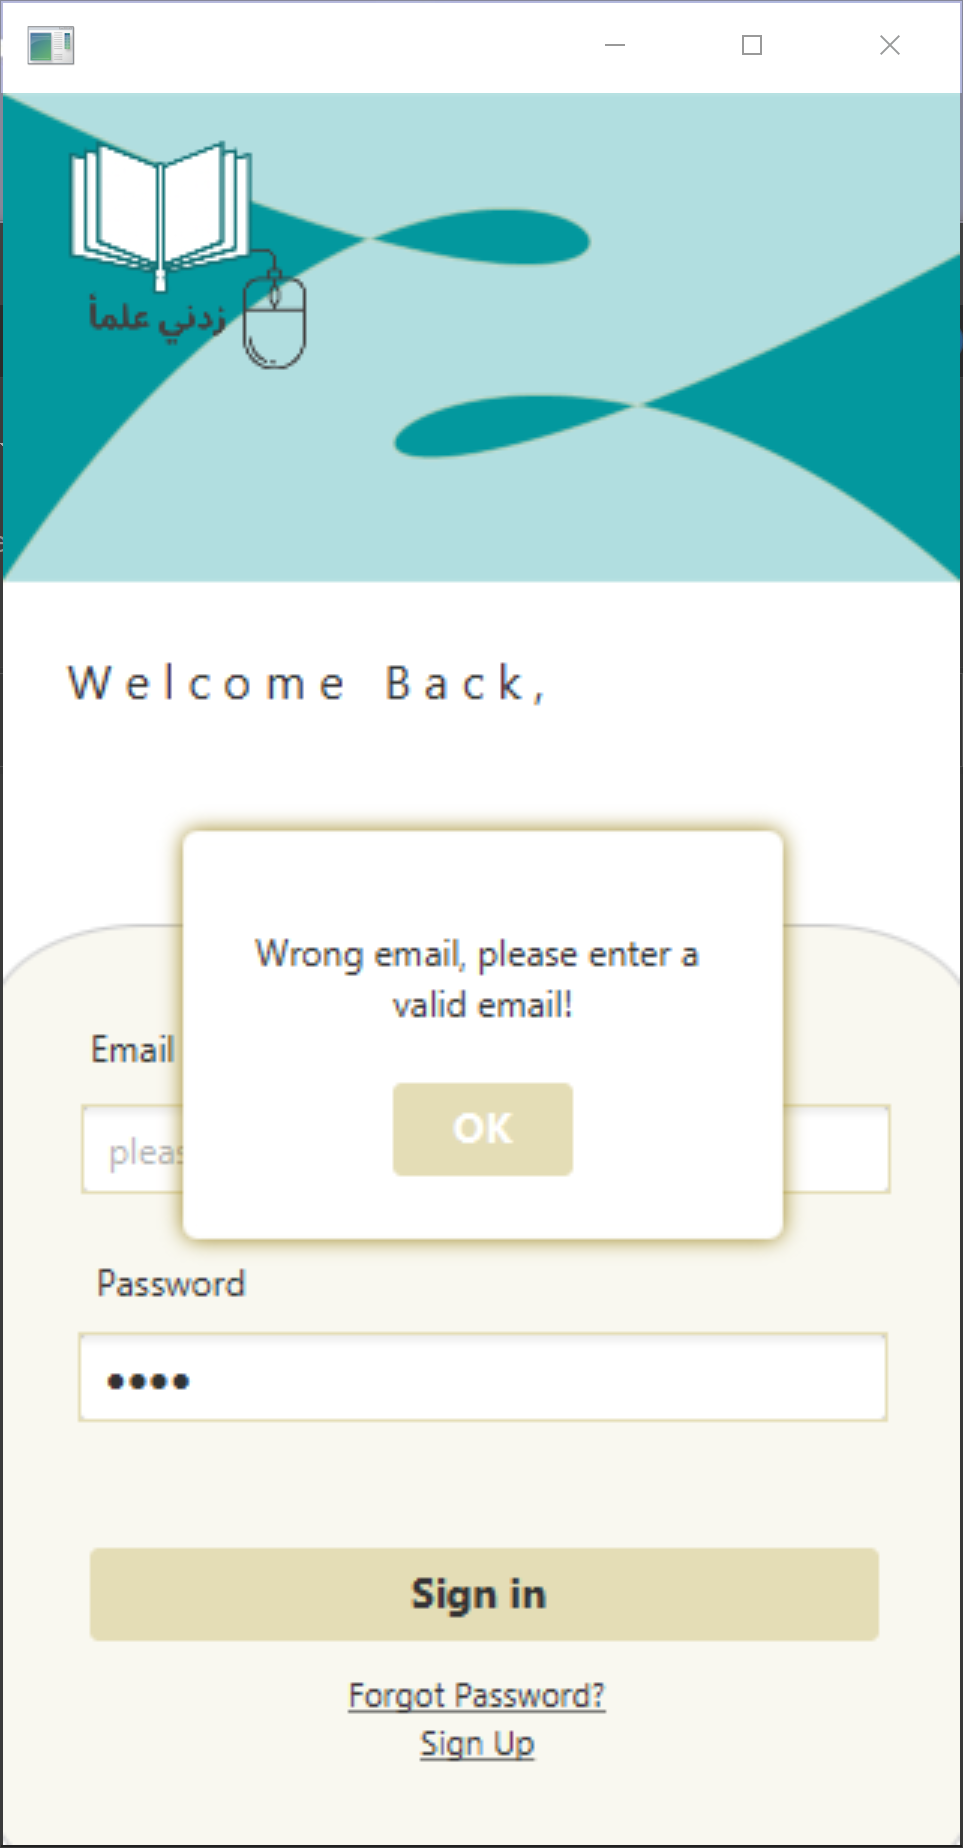 زدني علماً
Welcome Back,
Wrong email, please enter a
valid email!
Email
OK
Password
Sign in
Forgot Password?
Sign Up